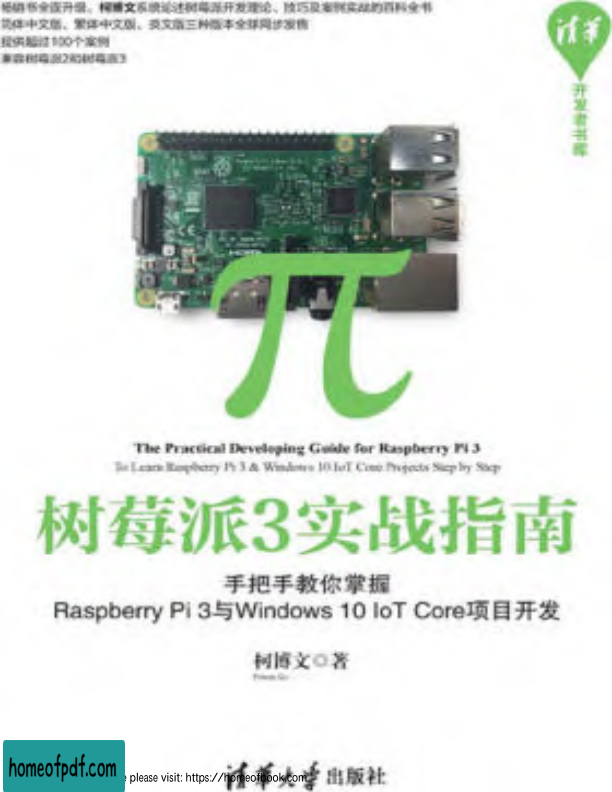 畅销书全面升级，柯博文系统论述树莓派开发理论、技巧及案例实战的百科全书
简体中文版、繁体中文版、英文版三种版本全球同步发售
提供超过100个案例
兼容树莓派2和树莓派3
清华
开发者书库
π
The Practical Developing Guide for Raspberry Pi 3
To Learn Raspberry Pi 3 & Windows 10 IoT Core Projects Step by Step
树莓派3实战指南
手把手教你掌握
Raspberry Pi 3与Windows 10 IoT Core项目开发
柯博文◎著
Powen Ko
清华大学出版社
homeofpdf.com
please visit: https://homeofbook.com